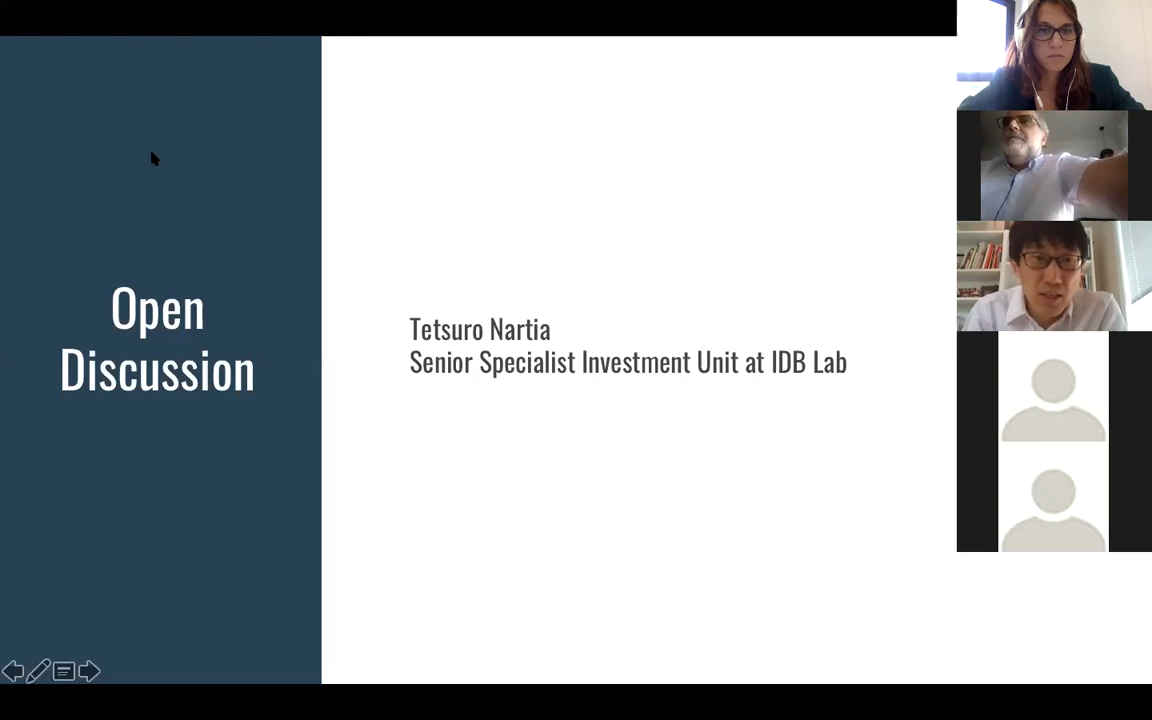 Open
Discussion
Tetsuro Nartia
Senior Specialist Investment Unit at IDB Lab